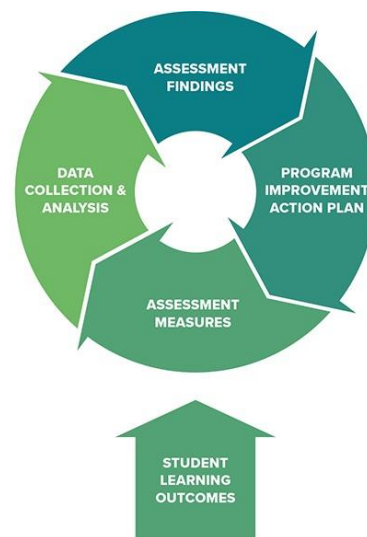 ASSESSMENT
FINDINGS
DATA
COLLECTION &
ANALYSIS
PROGRAM
IMPROVEMENT
ACTION PLAN
ASSESSMENT
MEASURES
STUDENT
LEARNING
OUTCOMES